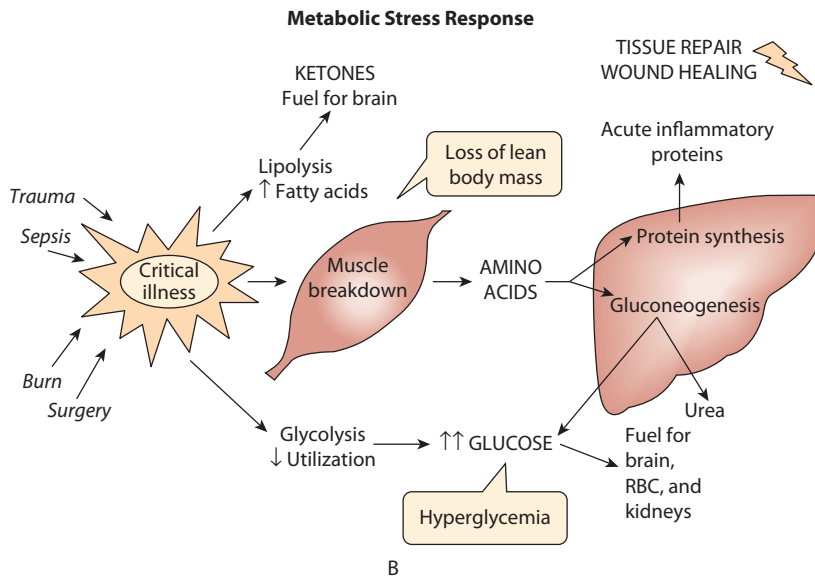 Metabolic Stress Response
TISSUE REPAIR
WOUND HEALING
KETONES
Fuel for brain
Acute inflammatory
proteins
Loss of lean
body mass
Lipolysis
↑ Fatty acids
Trauma
Sepsis
Critical
illness
Burn
Surgery
Muscle
breakdown
AMINO
ACIDS
Protein synthesis
Gluconeogenesis
Urea
Glycolysis
↓ Utilization
↑↑ GLUCOSE
Fuel for
brain,
RBC, and
kidneys
Hyperglycemia
B